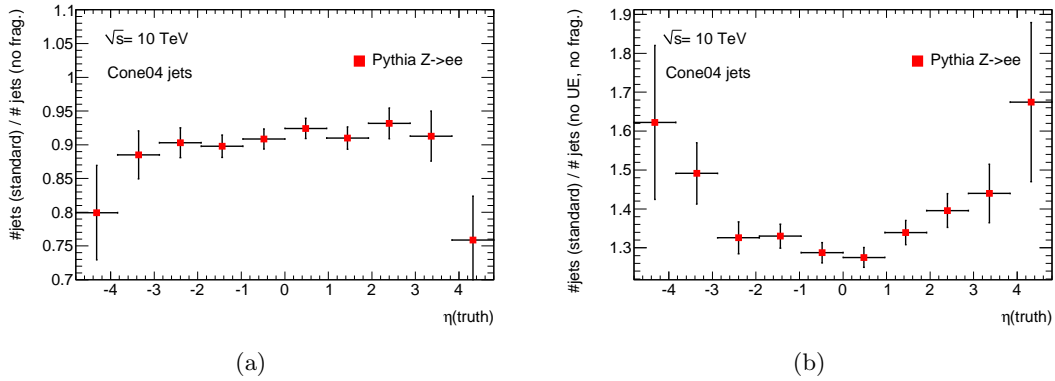 #jets (standard) / # jets (no frag.)
1.1
1.05
1
0.95
0.9
0.85
0.8
0.75
0.7
√s= 10 TeV
Cone04 jets
Pythia Z->ee
-4 -3 -2 -1 0 1 2 3 4
η(truth)
(a)
#jets (standard) / # jets (no UE, no frag.)
1.9
1.8
1.7
1.6
1.5
1.4
1.3
√s= 10 TeV
Cone04 jets
Pythia Z->ee
-4 -3 -2 -1 0 1 2 3 4
η(truth)
(b)